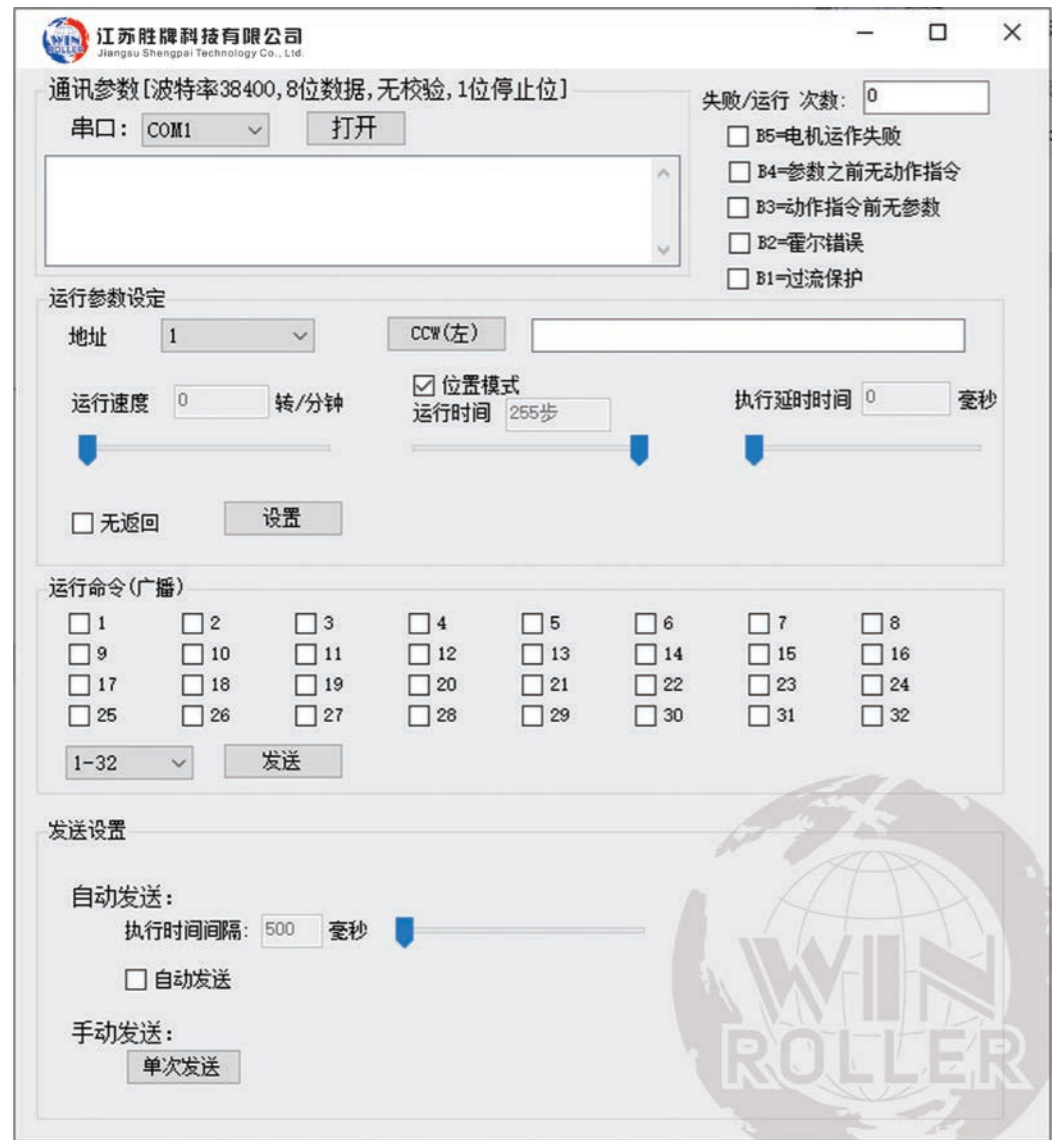 WIN
ROLLER
江苏胜牌科技有限公司
Jiangsu Shengpai Technology Co., Ltd.
通讯参数[波特率38400,8位数据,无校验,1位停止位]
串口: COM1 打开
失败/运行 次数: 0
B5=电机运作失败
B4=参数之前无动作指令
B3=动作指令前无参数
B2=霍尔错误
B1=过流保护
运行参数设定
地址 1 CCW(左)
运行速度 0 转/分钟
位置模式
运行时间 255步
执行延时时间 0 毫秒
无返回 设置
运行命令(广播)
1 2 3 4 5 6 7 8
9 10 11 12 13 14 15 16
17 18 19 20 21 22 23 24
25 26 27 28 29 30 31 32
1-32 发送
发送设置
自动发送:
执行时间间隔: 500 毫秒
自动发送
手动发送:
单次发送
WIN
ROLLER